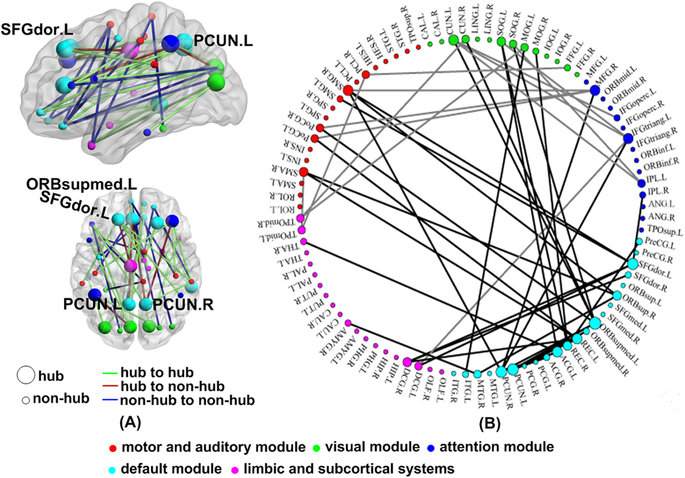 SFGdor.L
PCUN.L
ORBsupmed.L
SFGdor.L
PCUN.L
PCUN.R
hub
non-hub
hub to hub
hub to non-hub
non-hub to non-hub
(A)
CUN.L
CUN.R
LING.L
LING.R
SOG.L
SOG.R
MOG.L
MOG.R
IOG.L
IOG.R
FFG.L
FFG.R
MFG.L
MFG.R
ORBmid.L
ORBmid.R
IFGoperc.L
IFGoperc.R
IFGtriang.L
IFGtriang.R
ORBinf.L
ORBinf.R
IPL.L
IPL.R
ANG.L
ANG.R
TPOsup.L
PreCG.L
PreCG.R
SFGdor.L
SFGdor.R
ORBsup.L
ORBsup.R
SFGmed.L
SFGmed.R
ORBsupmed.L
ORBsupmed.R
REC.L
REC.R
ACG.L
ACG.R
PCG.L
PCG.R
PCUN.L
PCUN.R
MTG.L
MTG.R
ITG.L
ITG.R
OLF.L
OLF.R
DCG.L
DCG.R
HIP.L
HIP.R
PHG.L
PHG.R
AMYG.L
AMYG.R
CAU.L
CAU.R
PUT.L
PUT.R
PAL.L
PAL.R
THA.L
THA.R
TPOmid.L
TPOmid.R
ROL.L
ROL.R
SMA.L
SMA.R
INS.L
INS.R
PoCG.L
PoCG.R
SPG.L
SPG.R
SMG.L
SMG.R
PCL.L
PCL.R
HES.L
HES.R
STG.L
STG.R
TPOsup.R
CAL.L
CAL.R
(B)
motor and auditory module
visual module
attention module
default module
limbic and subcortical systems